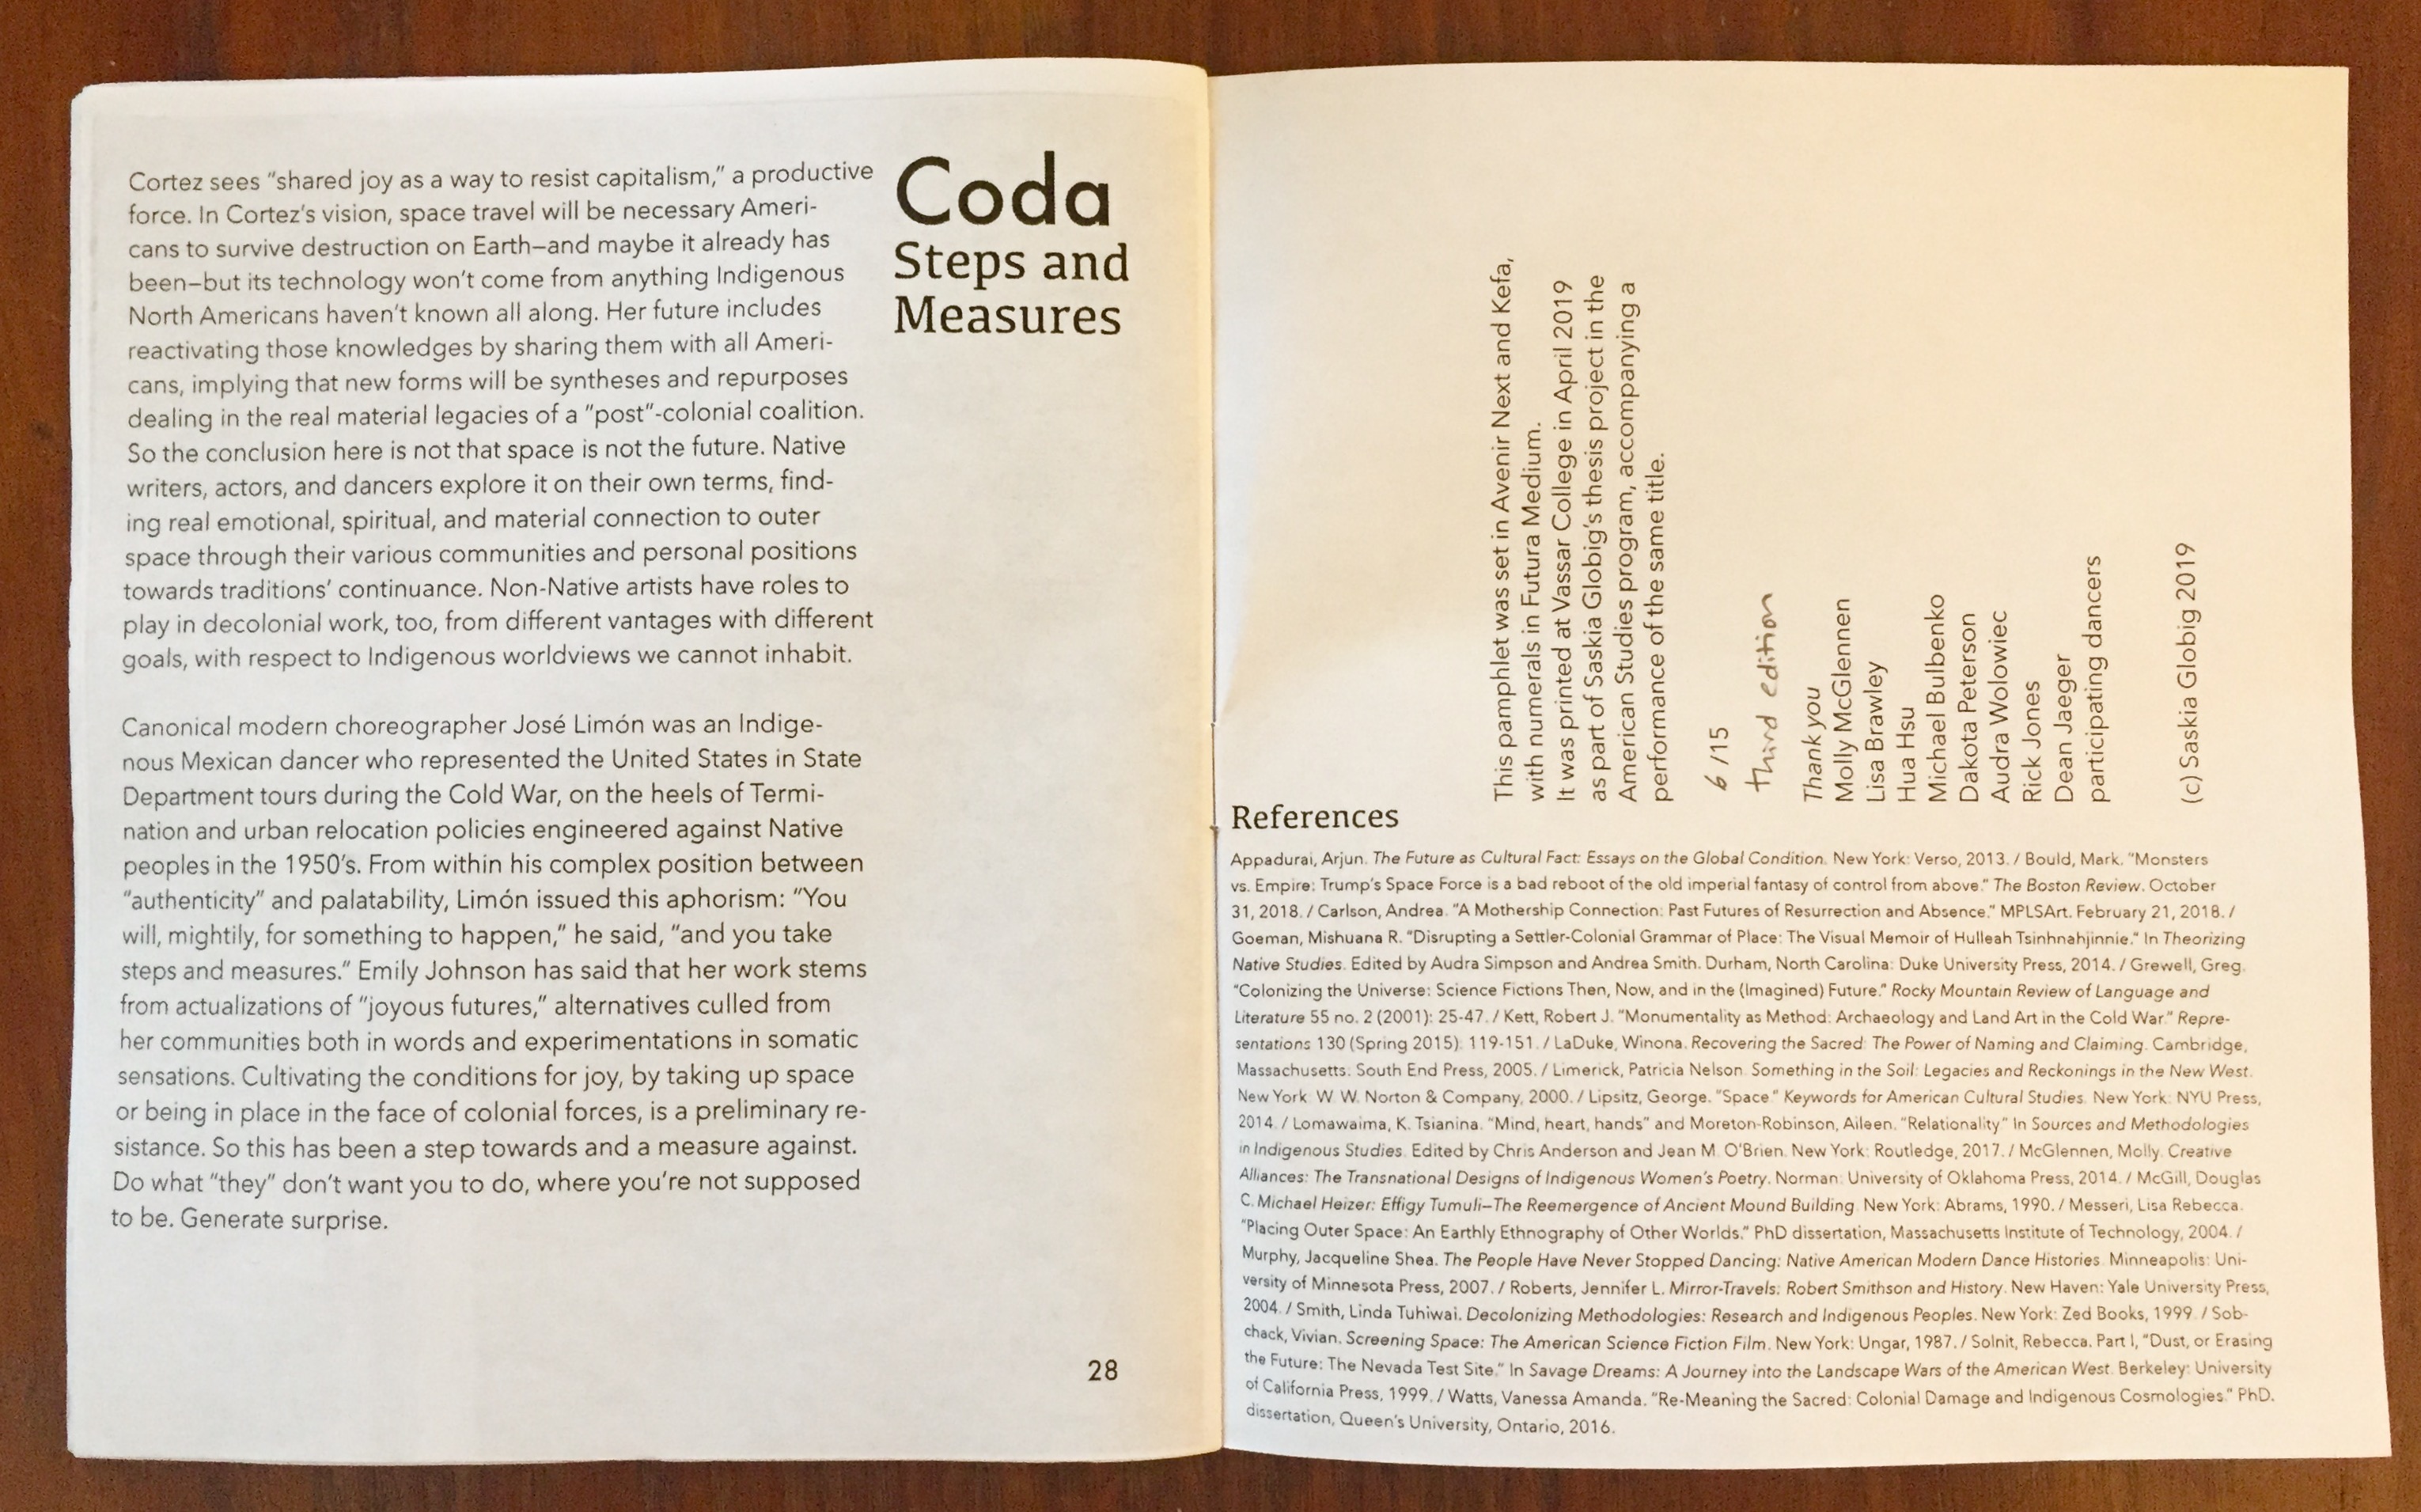 Coda
Steps and
Measures
Cortez sees “shared joy as a way to resist capitalism,” a productive
force. In Cortez’s vision, space travel will be necessary Ameri-
cans to survive destruction on Earth–and maybe it already has
been–but its technology won’t come from anything Indigenous
North Americans haven’t known all along. Her future includes
reactivating those knowledges by sharing them with all Ameri-
cans, implying that new forms will be syntheses and repurposes
dealing in the real material legacies of a “post”-colonial coalition.
So the conclusion here is not that space is not the future. Native
writers, actors, and dancers explore it on their own terms, find-
ing real emotional, spiritual, and material connection to outer
space through their various communities and personal positions
towards traditions’ continuance. Non-Native artists have roles to
play in decolonial work, too, from different vantages with different
goals, with respect to Indigenous worldviews we cannot inhabit.
Canonical modern choreographer José Limón was an Indige-
nous Mexican dancer who represented the United States in State
Department tours during the Cold War, on the heels of Termi-
nation and urban relocation policies engineered against Native
peoples in the 1950’s. From within his complex position between
“authenticity” and palatability, Limón issued this aphorism: “You
will, mightily, for something to happen,” he said, “and you take
steps and measures.” Emily Johnson has said that her work stems
from actualizations of “joyous futures,” alternatives culled from
her communities both in words and experimentations in somatic
sensations. Cultivating the conditions for joy, by taking up space
or being in place in the face of colonial forces, is a preliminary re-
sistance. So this has been a step towards and a measure against.
Do what “they” don’t want you to do, where you’re not supposed
to be. Generate surprise.
28
This pamphlet was set in Avenir Next and Kefa,
with numerals in Futura Medium.
It was printed at Vassar College in April 2019
as part of Saskia Globig’s thesis project in the
American Studies program, accompanying a
performance of the same title.
6 /15
third edition
Thank you
Molly McGlennen
Lisa Brawley
Hua Hsu
Michael Bulbenko
Dakota Peterson
Audra Wolowiec
Rick Jones
Dean Jaeger
participating dancers
(c) Saskia Globig 2019
References
Appadurai, Arjun. The Future as Cultural Fact: Essays on the Global Condition. New York: Verso, 2013. / Bould, Mark. “Monsters
vs. Empire: Trump’s Space Force is a bad reboot of the old imperial fantasy of control from above.” The Boston Review. October
31, 2018. / Carlson, Andrea. “A Mothership Connection: Past Futures of Resurrection and Absence.” MPLSArt. February 21, 2018. /
Goeman, Mishuana R. “Disrupting a Settler-Colonial Grammar of Place: The Visual Memoir of Hulleah Tsinhnahjinnie.” In Theorizing
Native Studies. Edited by Audra Simpson and Andrea Smith. Durham, North Carolina: Duke University Press, 2014. / Grewell, Greg.
“Colonizing the Universe: Science Fictions Then, Now, and in the (Imagined) Future.” Rocky Mountain Review of Language and
Literature 55 no. 2 (2001): 25-47. / Kett, Robert J. “Monumentality as Method: Archaeology and Land Art in the Cold War.” Repre-
sentations 130 (Spring 2015): 119-151. / LaDuke, Winona. Recovering the Sacred: The Power of Naming and Claiming. Cambridge,
Massachusetts: South End Press, 2005. / Limerick, Patricia Nelson. Something in the Soil: Legacies and Reckonings in the New West.
New York: W. W. Norton & Company, 2000. / Lipsitz, George. “Space.” Keywords for American Cultural Studies. New York: NYU Press,
2014. / Lomawaima, K. Tsianina. “Mind, heart, hands” and Moreton-Robinson, Aileen. “Relationality.” In Sources and Methodologies
in Indigenous Studies. Edited by Chris Anderson and Jean M. O’Brien. New York: Routledge, 2017. / McGlennen, Molly. Creative
Alliances: The Transnational Designs of Indigenous Women’s Poetry. Norman: University of Oklahoma Press, 2014. / McGill, Douglas
C. Michael Heizer: Effigy Tumuli–The Reemergence of Ancient Mound Building. New York: Abrams, 1990. / Messeri, Lisa Rebecca.
“Placing Outer Space: An Earthly Ethnography of Other Worlds.” PhD dissertation, Massachusetts Institute of Technology, 2004. /
Murphy, Jacqueline Shea. The People Have Never Stopped Dancing: Native American Modern Dance Histories. Minneapolis: Uni-
versity of Minnesota Press, 2007. / Roberts, Jennifer L. Mirror-Travels: Robert Smithson and History. New Haven: Yale University Press,
2004. / Smith, Linda Tuhiwai. Decolonizing Methodologies: Research and Indigenous Peoples. New York: Zed Books, 1999. / Sob-
chack, Vivian. Screening Space: The American Science Fiction Film. New York: Ungar, 1987. / Solnit, Rebecca. Part I, “Dust, or Erasing
the Future: The Nevada Test Site.” In Savage Dreams: A Journey into the Landscape Wars of the American West. Berkeley: University
of California Press, 1999. / Watts, Vanessa Amanda. “Re-Meaning the Sacred: Colonial Damage and Indigenous Cosmologies.” PhD.
dissertation, Queen’s University, Ontario, 2016.